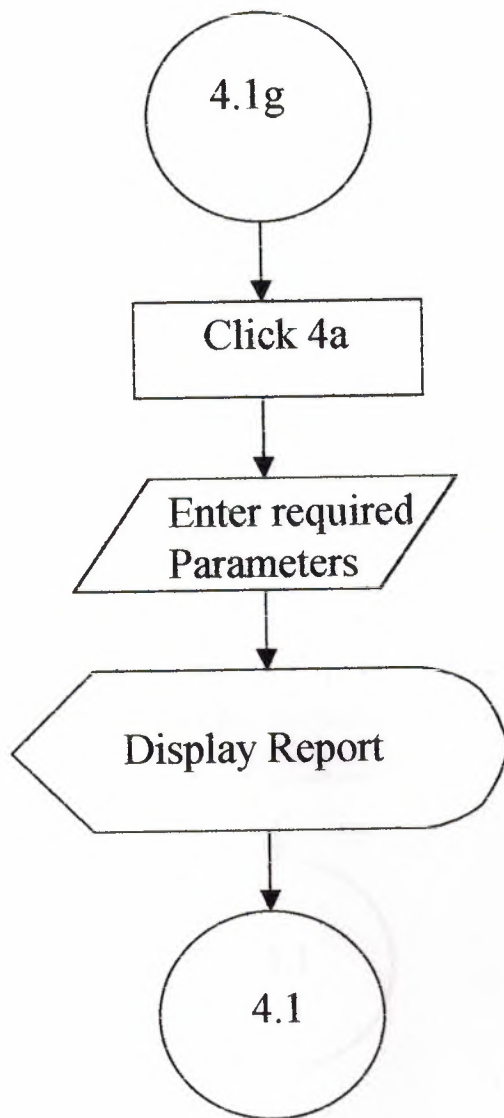 4.1g
Click 4a
Enter required
Parameters
Display Report
4.1